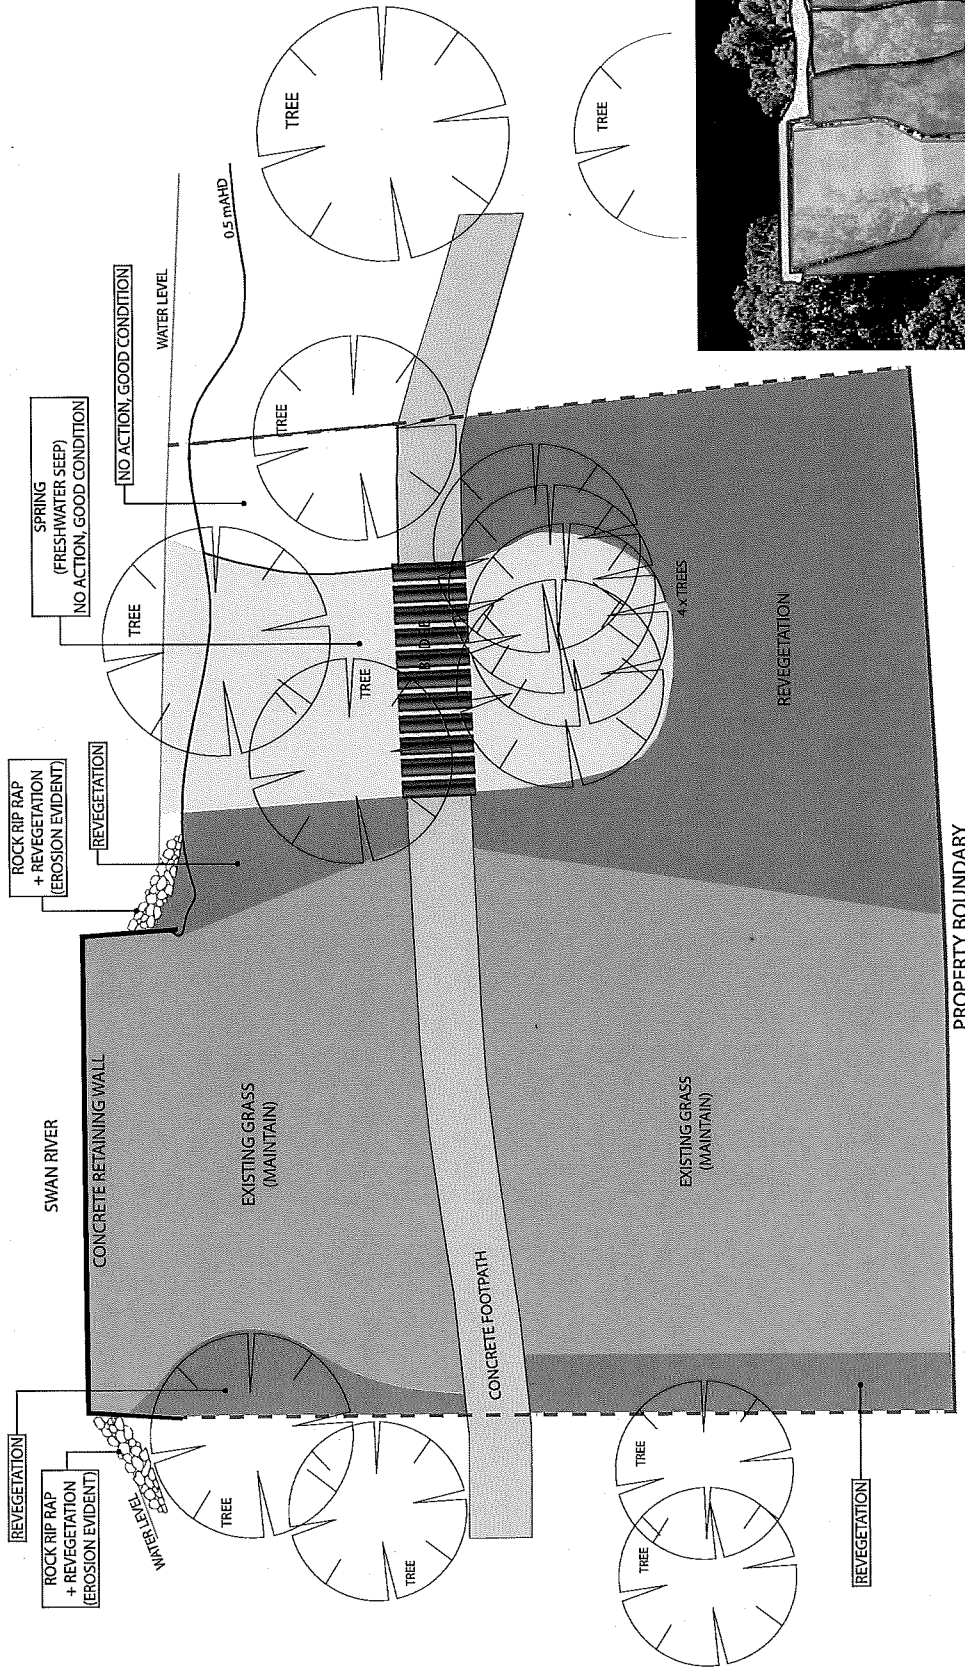 SWAN RIVER
CONCRETE RETAINING WALL
REVEGETATION
ROCK RIP RAP
+ REVEGETATION
(EROSION EVIDENT)
WATER LEVEL
TREE
TREE
EXISTING GRASS
(MAINTAIN)
ROCK RIP RAP
+ REVEGETATION
(EROSION EVIDENT)
REVEGETATION
SPRING
(FRESHWATER SEEP)
NO ACTION, GOOD CONDITION
NO ACTION, GOOD CONDITION
WATER LEVEL
0.5 mAHD
TREE
TREE
TREE
TREE
TREE
CONCRETE FOOTPATH
EXISTING GRASS
(MAINTAIN)
4 x TREES
REVEGETATION
TREE
TREE
REVEGETATION
PROPERTY BOUNDARY